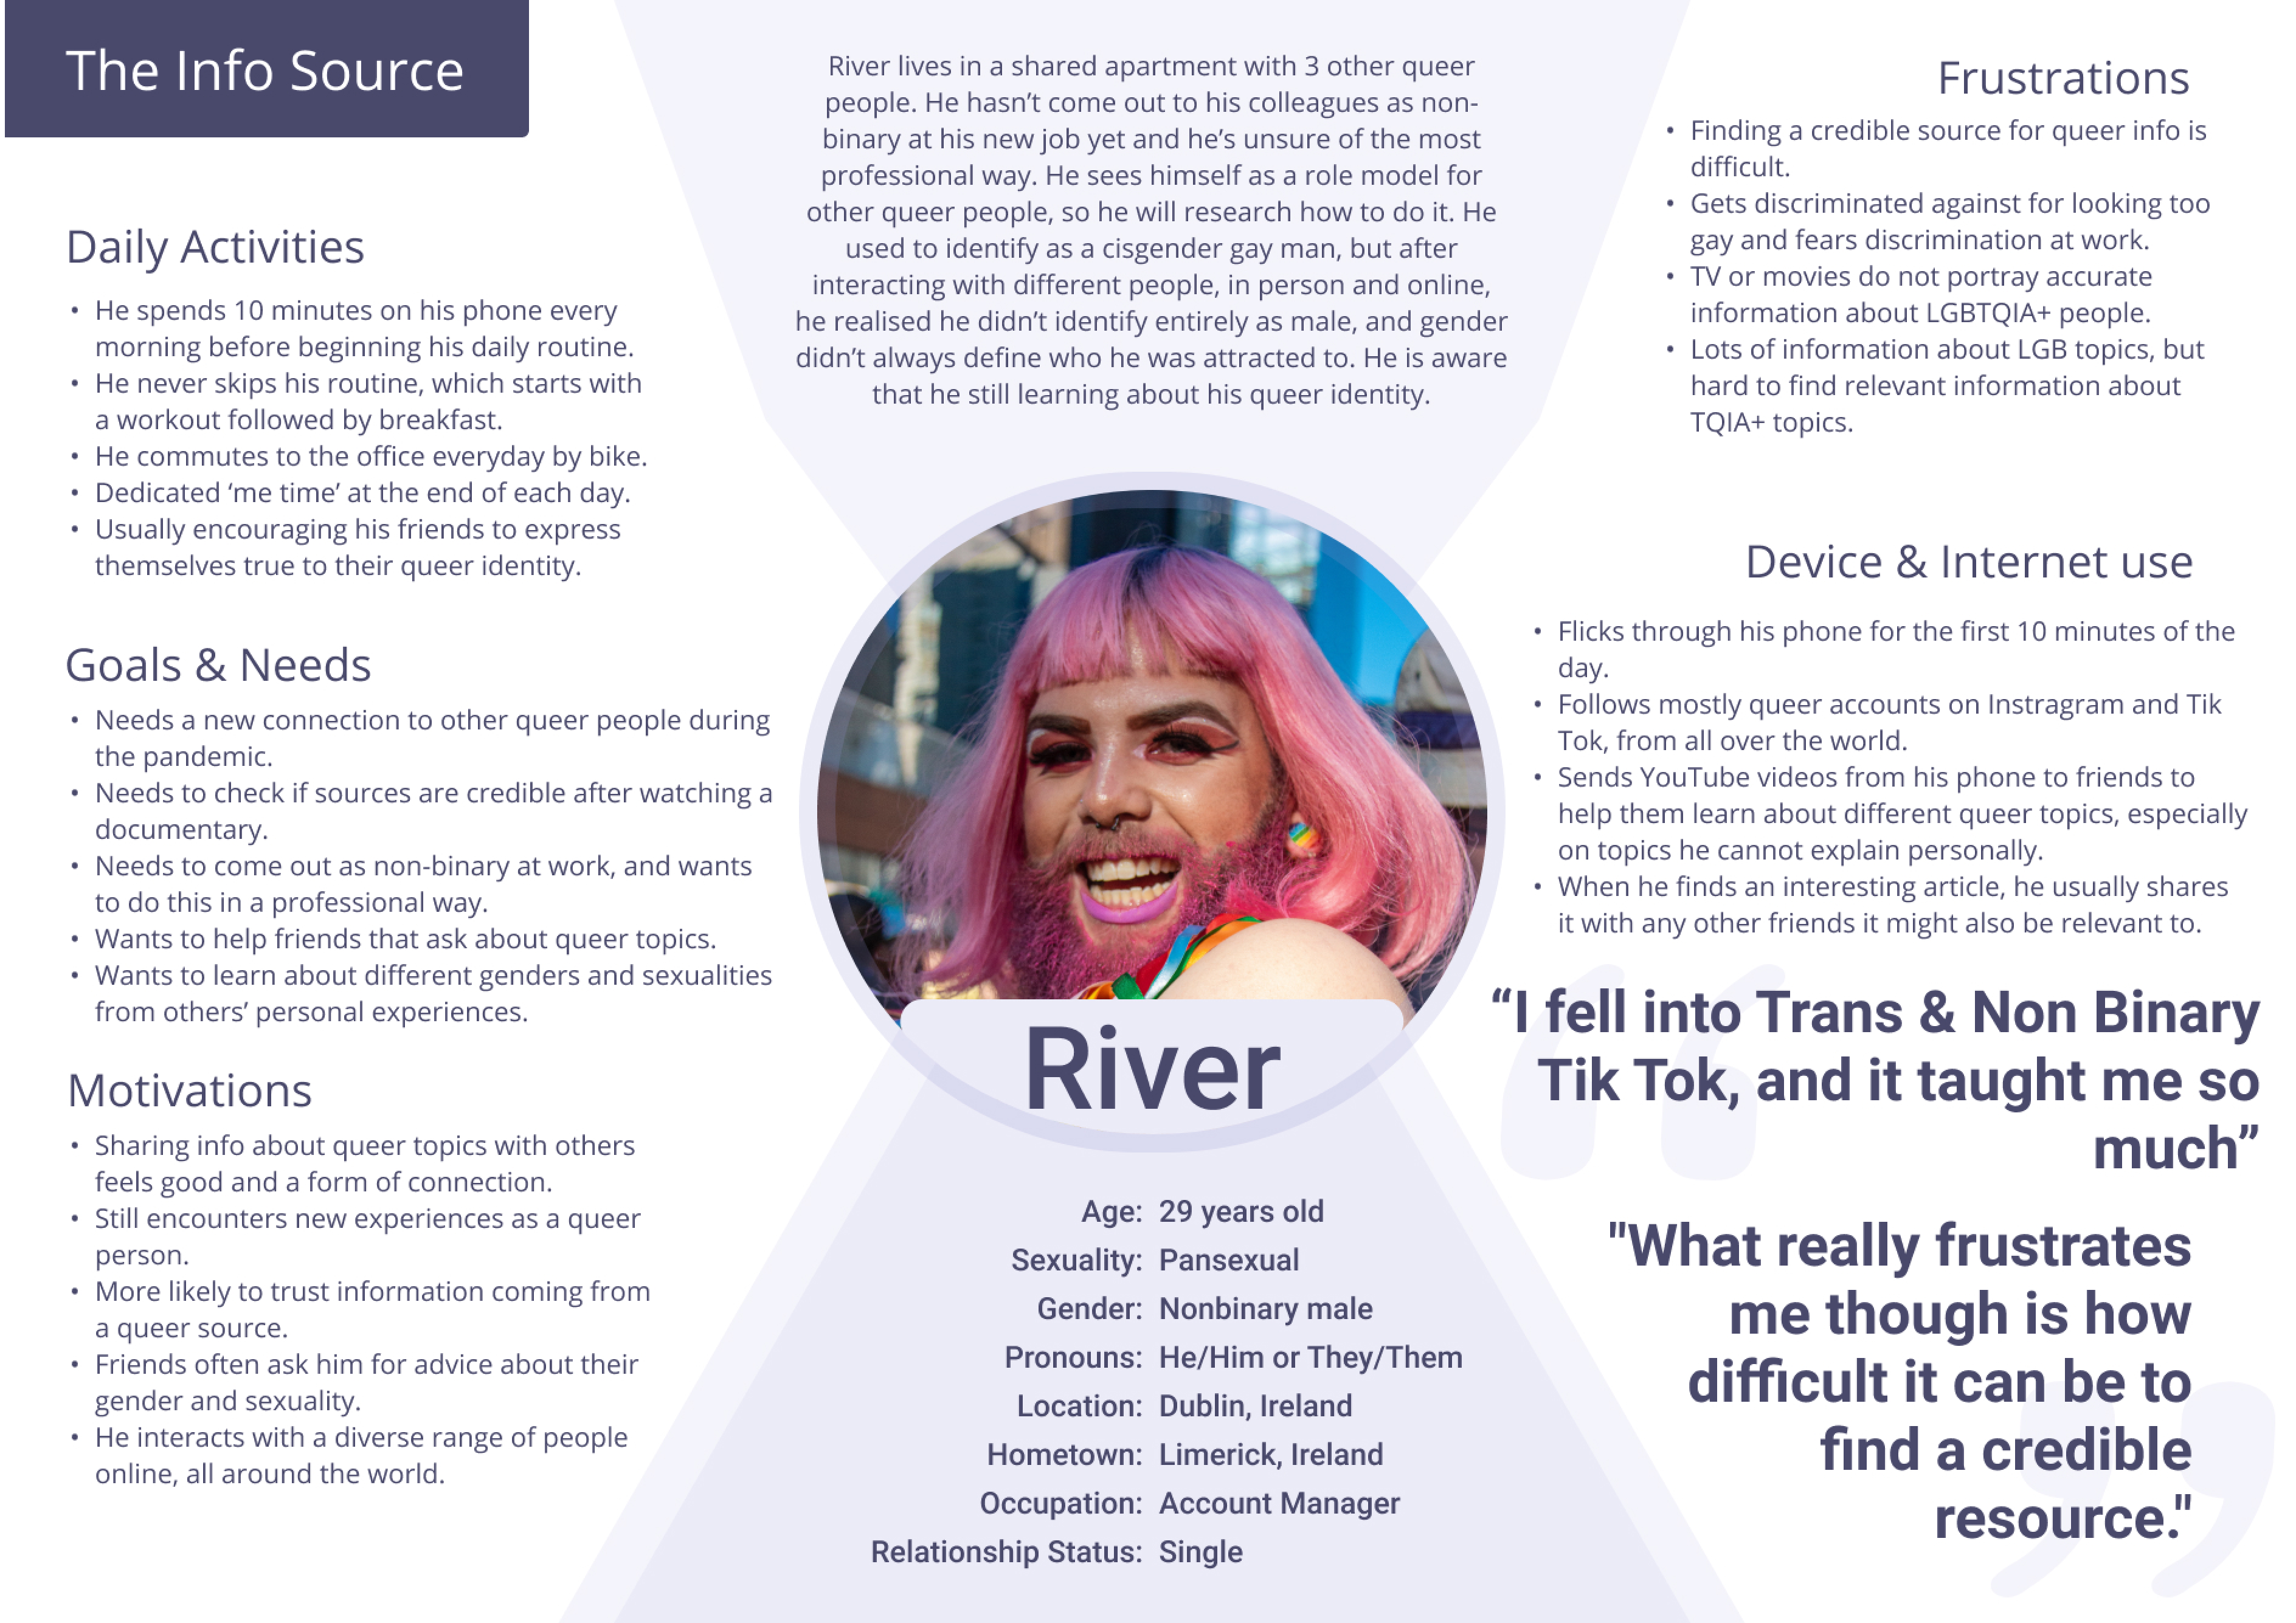 The Info Source
Daily Activities
• He spends 10 minutes on his phone every
morning before beginning his daily routine.
• He never skips his routine, which starts with
a workout followed by breakfast.
• He commutes to the office everyday by bike.
• Dedicated ‘me time’ at the end of each day.
• Usually encouraging his friends to express
themselves true to their queer identity.
Goals & Needs
• Needs a new connection to other queer people during
the pandemic.
• Needs to check if sources are credible after watching a
documentary.
• Needs to come out as non-binary at work, and wants
to do this in a professional way.
• Wants to help friends that ask about queer topics.
• Wants to learn about different genders and sexualities
from others’ personal experiences.
Motivations
• Sharing info about queer topics with others
feels good and a form of connection.
• Still encounters new experiences as a queer
person.
• More likely to trust information coming from
a queer source.
• Friends often ask him for advice about their
gender and sexuality.
• He interacts with a diverse range of people
online, all around the world.
River lives in a shared apartment with 3 other queer
people. He hasn’t come out to his colleagues as non-
binary at his new job yet and he’s unsure of the most
professional way. He sees himself as a role model for
other queer people, so he will research how to do it. He
used to identify as a cisgender gay man, but after
interacting with different people, in person and online,
he realised he didn’t identify entirely as male, and gender
didn’t always define who he was attracted to. He is aware
that he still learning about his queer identity.
River
Age: 29 years old
Sexuality: Pansexual
Gender: Nonbinary male
Pronouns: He/Him or They/Them
Location: Dublin, Ireland
Hometown: Limerick, Ireland
Occupation: Account Manager
Relationship Status: Single
Frustrations
• Finding a credible source for queer info is
difficult.
• Gets discriminated against for looking too
gay and fears discrimination at work.
• TV or movies do not portray accurate
information about LGBTQIA+ people.
• Lots of information about LGB topics, but
hard to find relevant information about
TQIA+ topics.
Device & Internet use
• Flicks through his phone for the first 10 minutes of the
day.
• Follows mostly queer accounts on Instragram and Tik
Tok, from all over the world.
• Sends YouTube videos from his phone to friends to
help them learn about different queer topics, especially
on topics he cannot explain personally.
• When he finds an interesting article, he usually shares
it with any other friends it might also be relevant to.
“I fell into Trans & Non Binary
Tik Tok, and it taught me so
much”
"What really frustrates
me though is how
difficult it can be to
find a credible
resource."